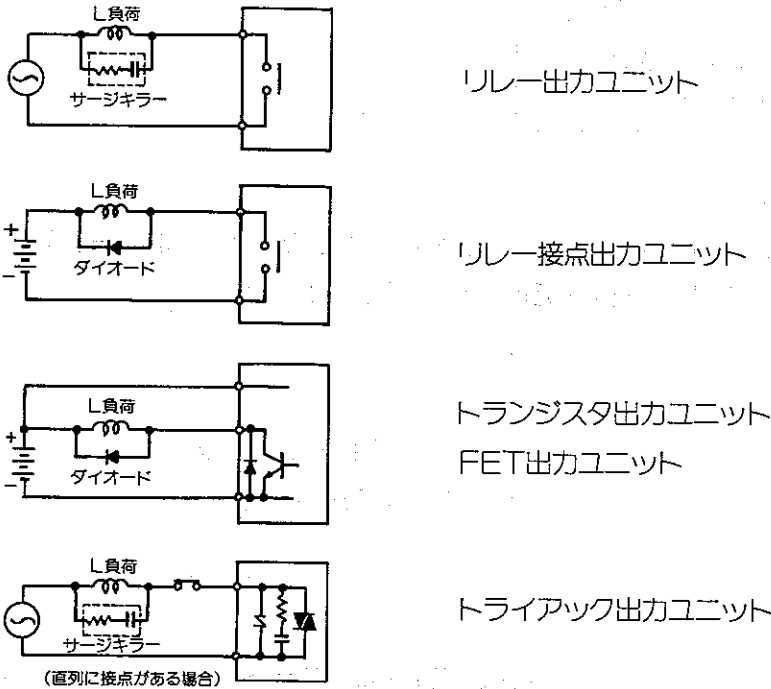 L負荷
サージキラー
リレー出力ユニット
L負荷
+
-
ダイオード
リレー接点出力ユニット
L負荷
+
-
ダイオード
トランジスタ出力ユニット
FET出力ユニット
L負荷
サージキラー
(直列に接点がある場合)
トライアック出力ユニット